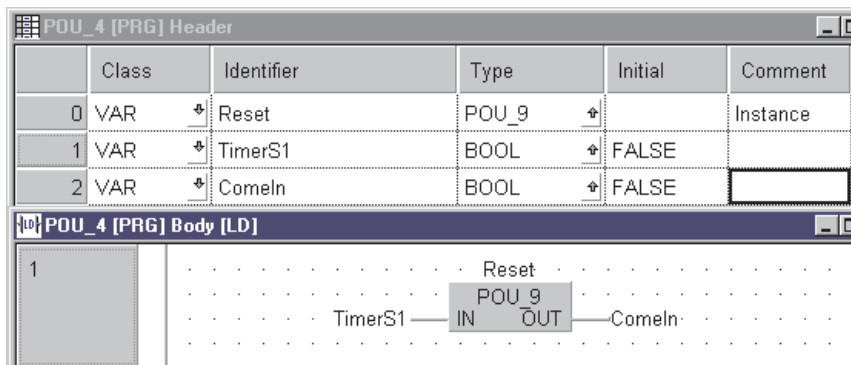 POU_4 [PRG] Header
Class Identifier Type Initial Comment
0 VAR Reset POU_9 Instance
1 VAR TimerS1 BOOL FALSE
2 VAR ComeIn BOOL FALSE
LD POU_4 [PRG] Body [LD]
1
Reset
POU_9
TimerS1 IN OUT ComeIn